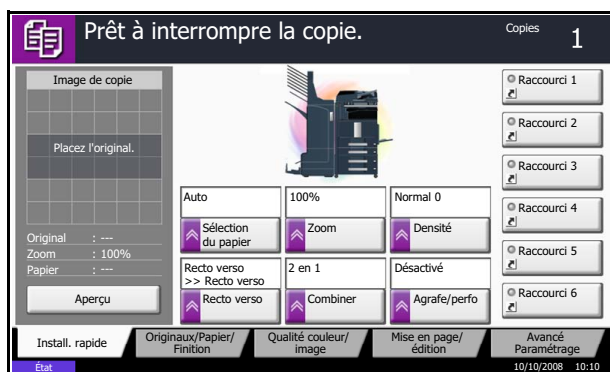 Prêt à interrompre la copie.
Copies 1
Image de copie
Placez l'original.
Original : ---
Zoom : 100%
Papier : ---
Aperçu
Auto
Sélection
du papier
100%
Zoom
Normal 0
Densité
Recto verso
>> Recto verso
Recto verso
2 en 1
Combiner
Désactivé
Agrafe/perfo
Raccourci 1
Raccourci 2
Raccourci 3
Raccourci 4
Raccourci 5
Raccourci 6
Install. rapide
Originaux/Papier/
Finition
Qualité couleur/
image
Mise en page/
édition
Avancé
Paramétrage
État
10/10/2008 10:10